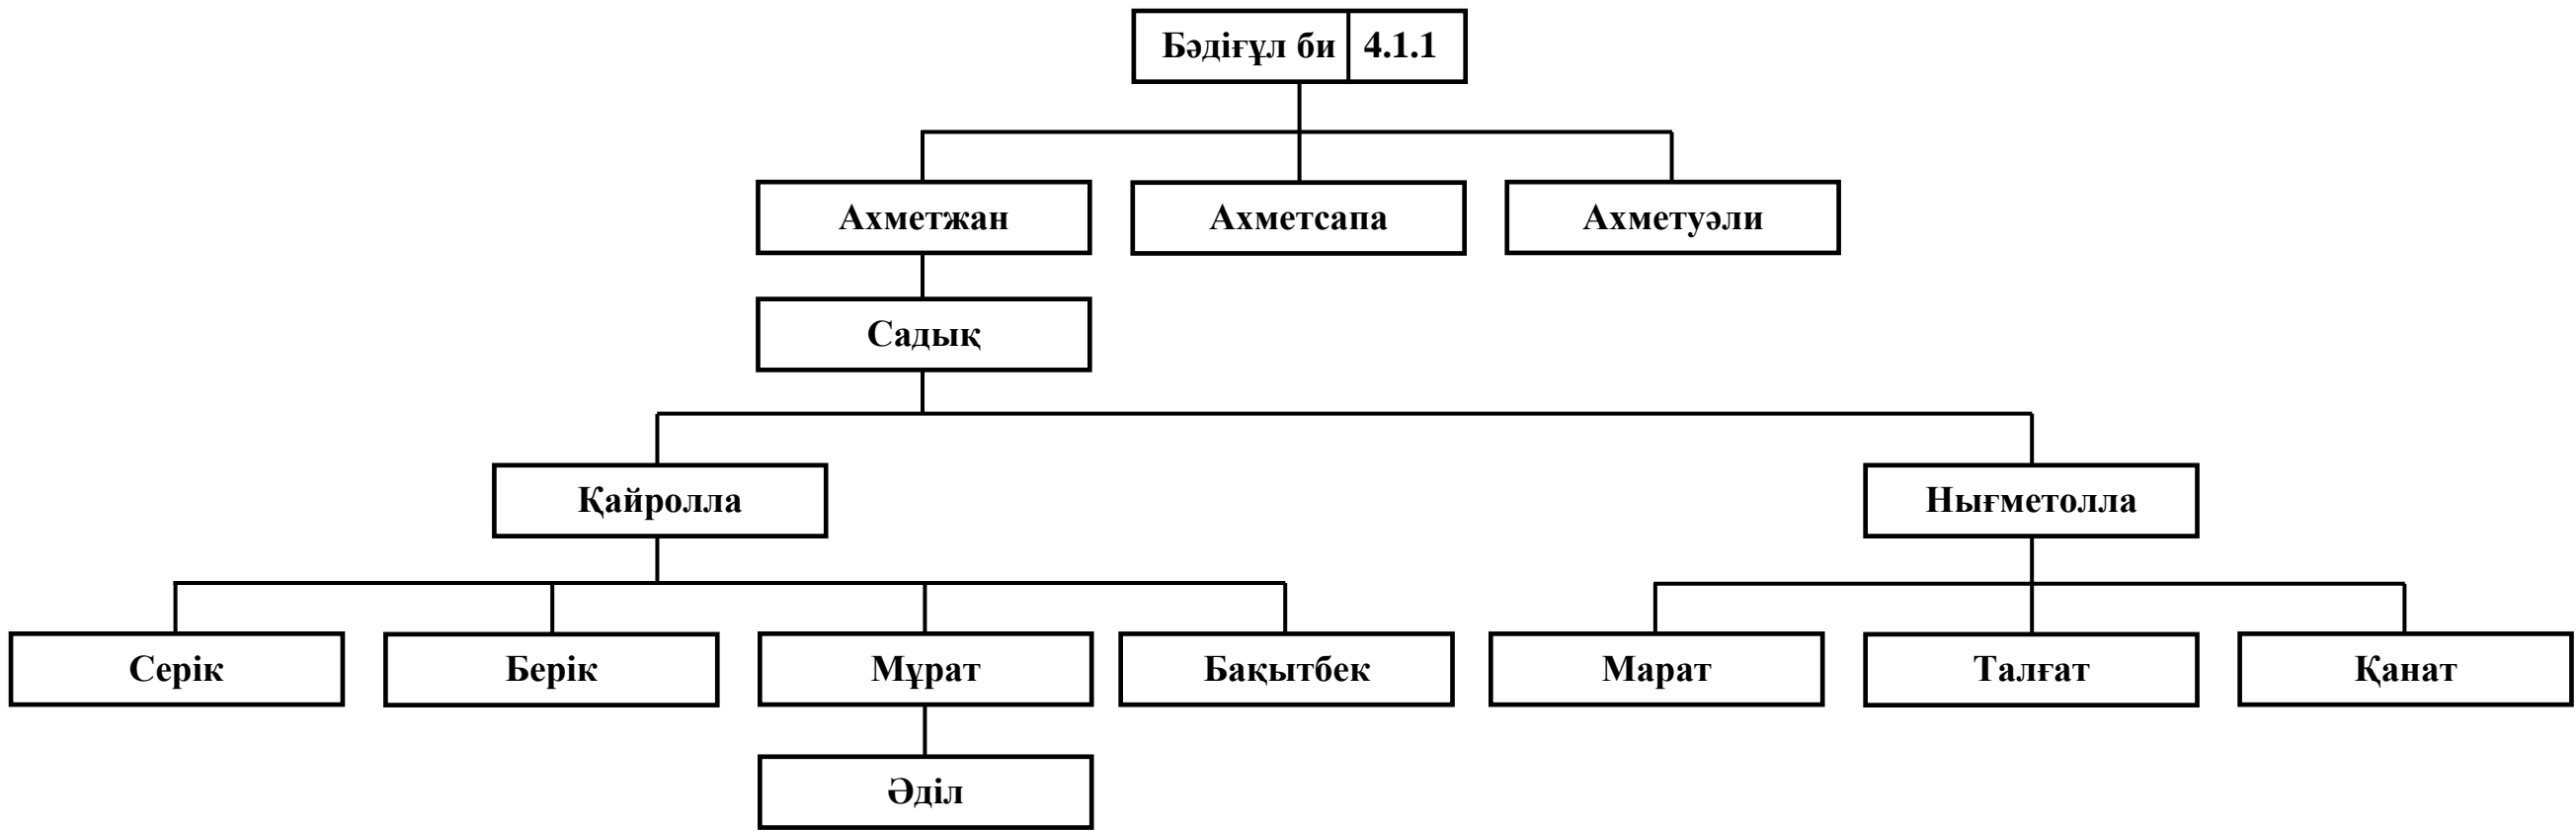 Бәдіғұл би 4.1.1
Ахметжан Ахметсапа Ахметуәли
Садық
Қайролла Нығметолла
Серік Берік Мұрат Бақытбек Марат Талғат Қанат
Әділ